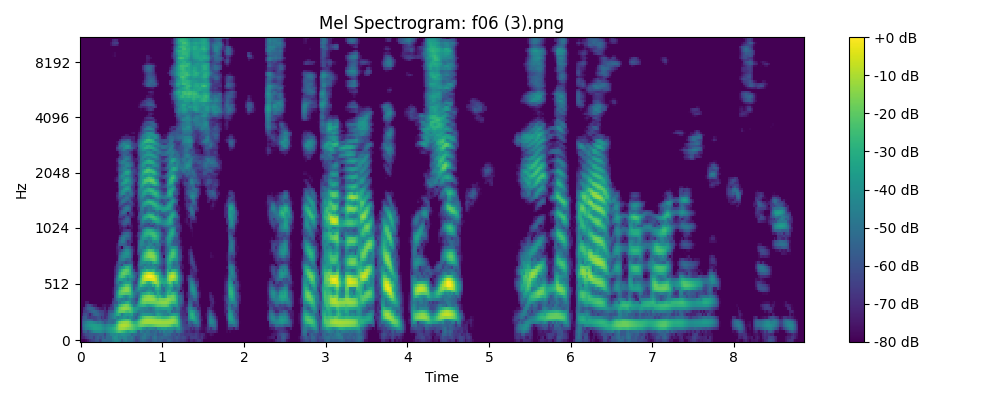 Mel Spectrogram: f06 (3).png
Hz
8192
4096
2048
1024
512
0
0 1 2 3 4 5 6 7 8
Time
+0 dB
-10 dB
-20 dB
-30 dB
-40 dB
-50 dB
-60 dB
-70 dB
-80 dB